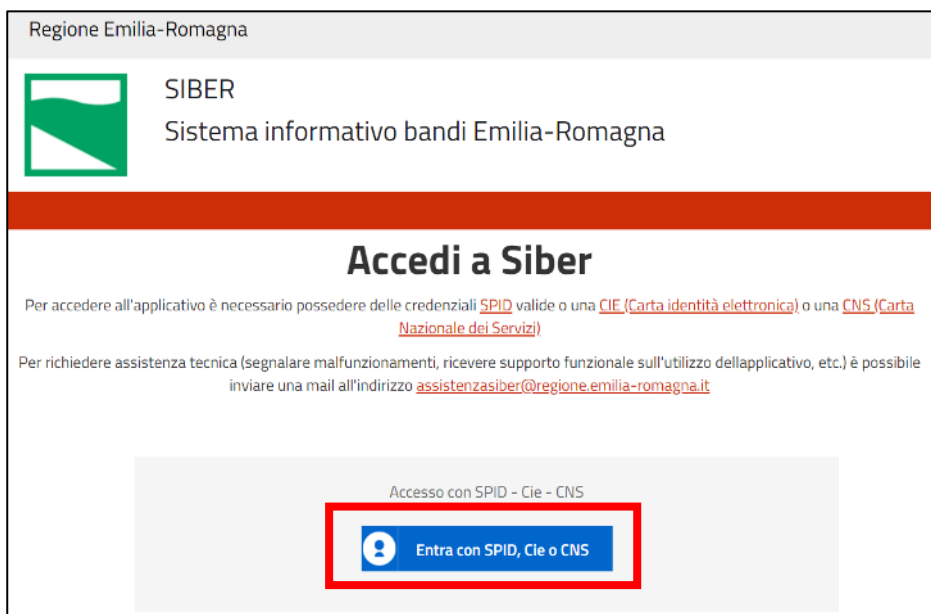 Regione Emilia-Romagna
SIBER
Sistema informativo bandi Emilia-Romagna
Accedi a Siber
Per accedere all'applicativo è necessario possedere delle credenziali SPID valide o una CIE (Carta identità elettronica) o una CNS (Carta
Nazionale dei Servizi)
Per richiedere assistenza tecnica (segnalare malfunzionamenti, ricevere supporto funzionale sull'utilizzo dellapplicativo, etc.) è possibile
inviare una mail all'indirizzo assistenzasiber@regione.emilia-romagna.it
Accesso con SPID - Cie - CNS
Entra con SPID, Cie o CNS